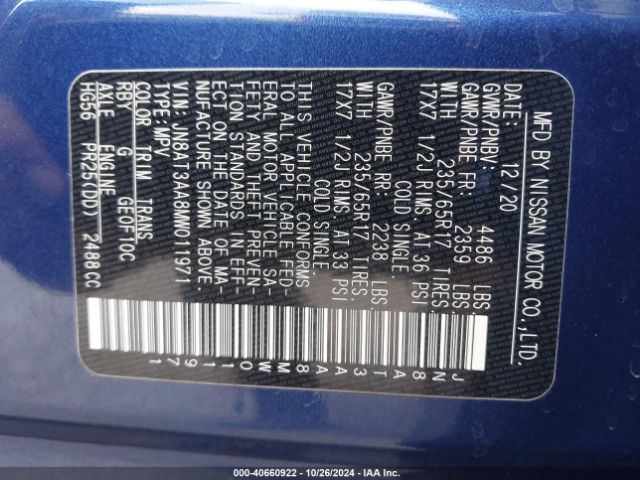 MFD BY NISSAN MOTOR CO.,LTD.
DATE: 12/20
GVWR/PNBV: 4486 LBS.
GAWR/PNBE FR: 2359 LBS.
WITH 235/65R17 TIRES
17X7 1/2J RIMS, AT 36 PSI
COLD SINGLE
GAWR/PNBE RR: 2238 LBS.
WITH 235/65R17 TIRES
17X7 1/2J RIMS, AT 33 PSI
COLD SINGLE
THIS VEHICLE CONFORMS
TO ALL APPLICABLE FED-
ERAL MOTOR VEHICLE SA-
FETY AND THEFT PREVEN-
TION STANDARDS IN EFF-
ECT ON THE DATE OF MA-
NUFACTURE SHOWN ABOVE.
VIN: JN8AT3AA8MW011971
TYPE: MPV
COLOR TRIM TRANS
RBY G GEOF10C
AXLE ENGINE
HG56 PR25(DD) 2488CC
JN8AT3AA8MW011971
000-40660922 - 10/26/2024 - IAA Inc.